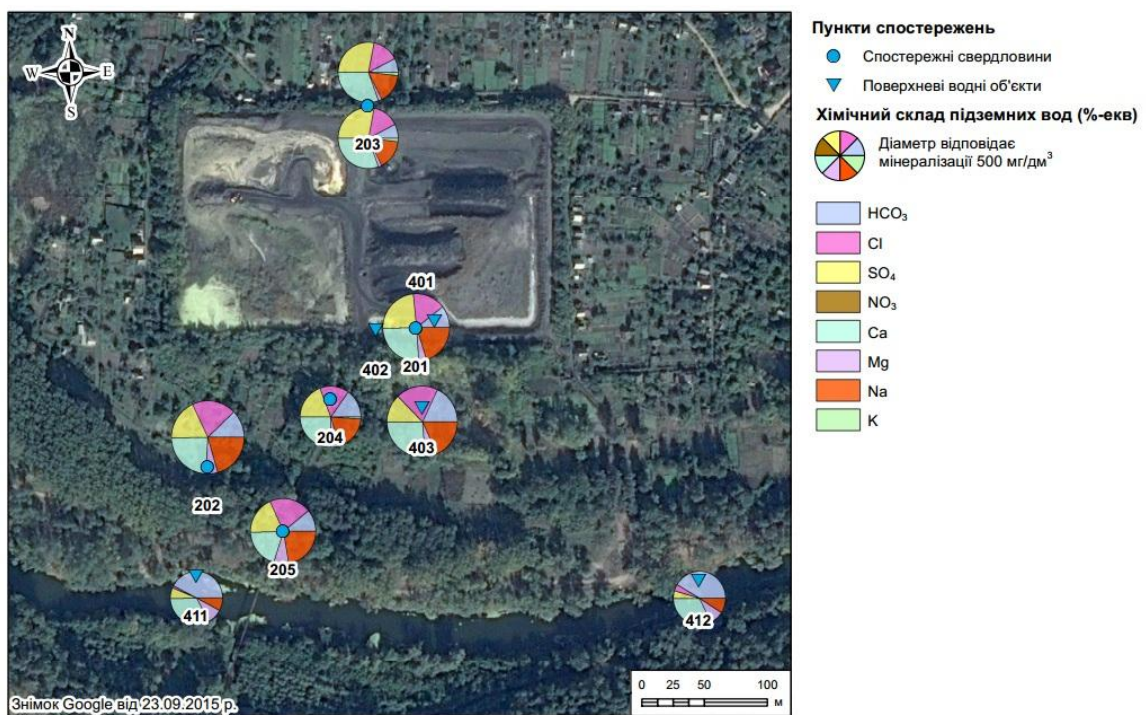 N
W E
S
203
401
201
402
204
403
202
205
411
412
Знімок Google від 23.09.2015 р.
0 25 50 100
м
Пункти спостережень
Спостережні свердловини
Поверхневі водні об'єкти
Хімічний склад підземних вод (%-екв)
Діаметр відповідає
мінералізації 500 мг/дм³
HCO₃
Cl
SO₄
NO₃
Ca
Mg
Na
K